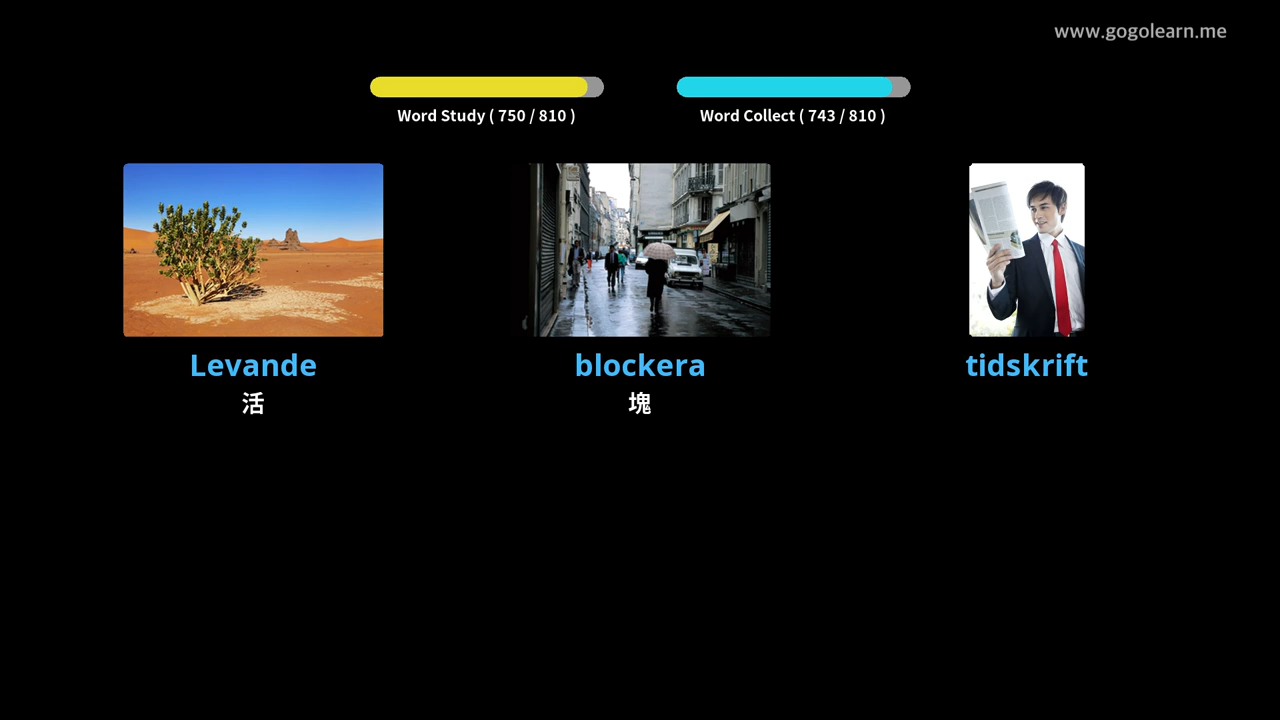 www.gogolearn.me
Word Study ( 750 / 810 )
Word Collect ( 743 / 810 )
Levande
活
blockera
塊
tidskrift